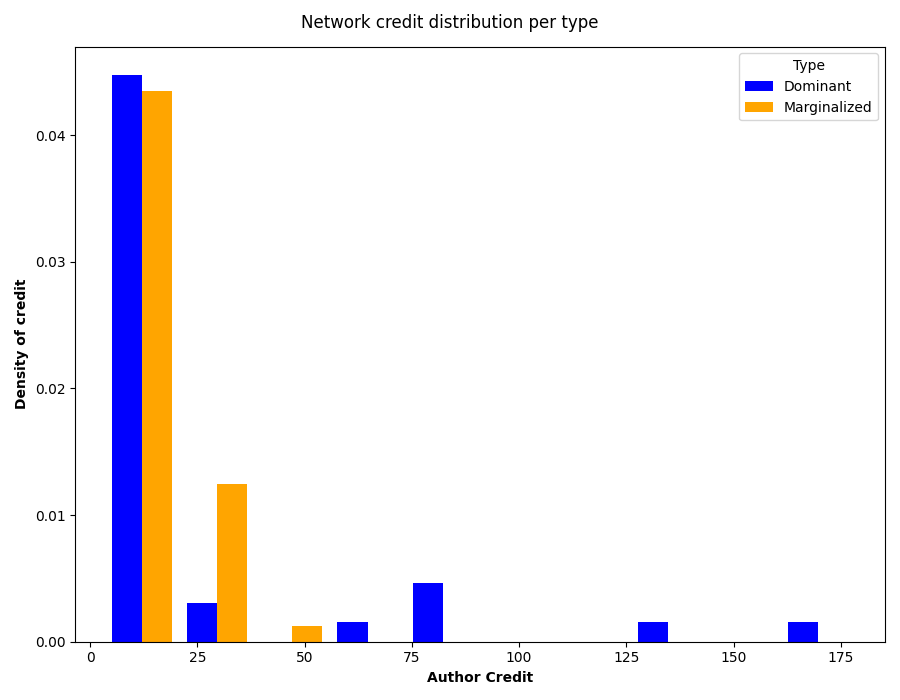 Network credit distribution per type
Type
Dominant
Marginalized
0.04
0.03
0.02
0.01
0.00
Density of credit
0
25
50
75
100
125
150
175
Author Credit